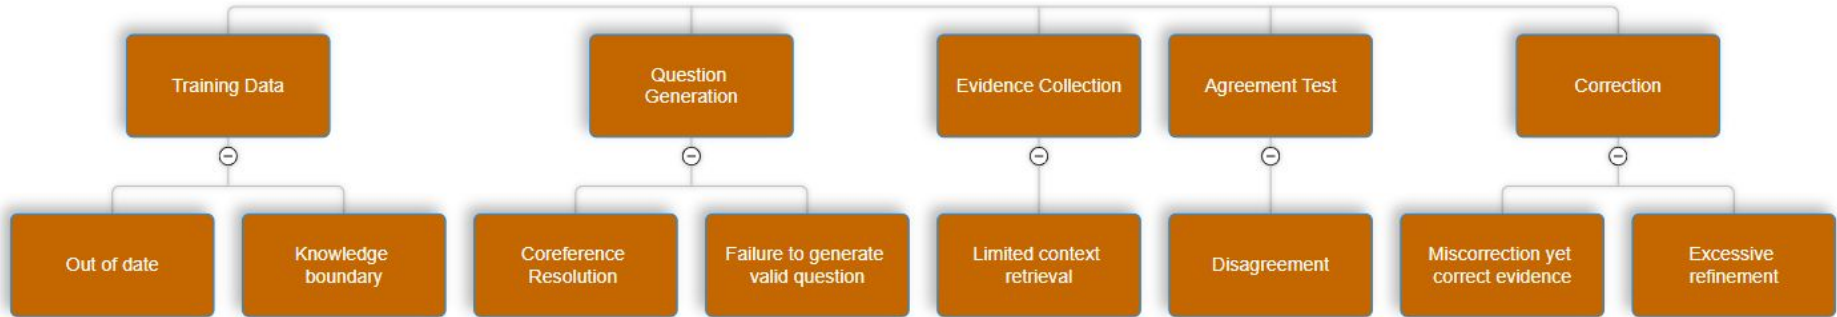 Training Data
Question
Generation
Evidence Collection
Agreement Test
Correction
Out of date
Knowledge
boundary
Coreference
Resolution
Failure to generate
valid question
Limited context
retrieval
Disagreement
Miscorrection yet
correct evidence
Excessive
refinement